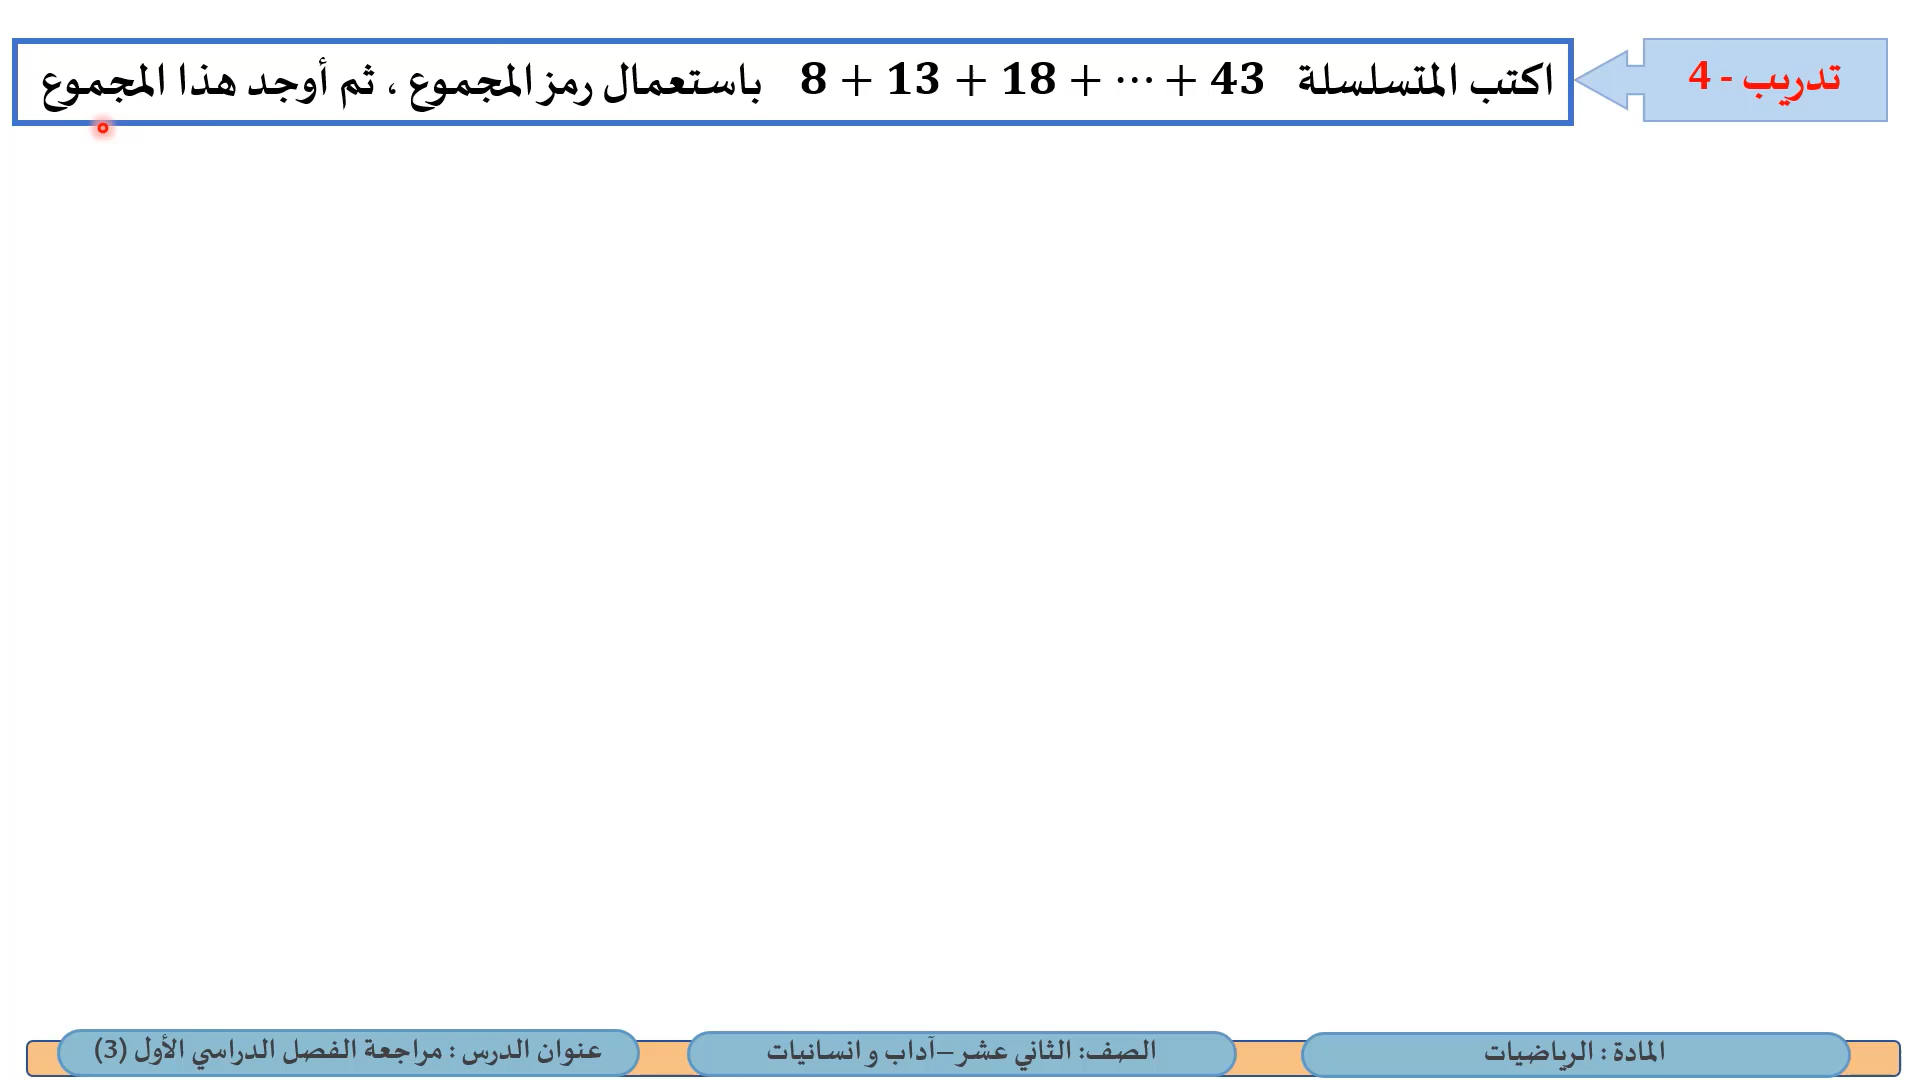 تدريب - 4
اكتب المتسلسلة 8 + 13 + 18 + ⋯ + 43 باستعمال رمز المجموع ، ثم أوجد هذا المجموع
المادة : الرياضيات
الصف: الثاني عشر –آداب و انسانيات
عنوان الدرس : مراجعة الفصل الدراسي الأول (3)